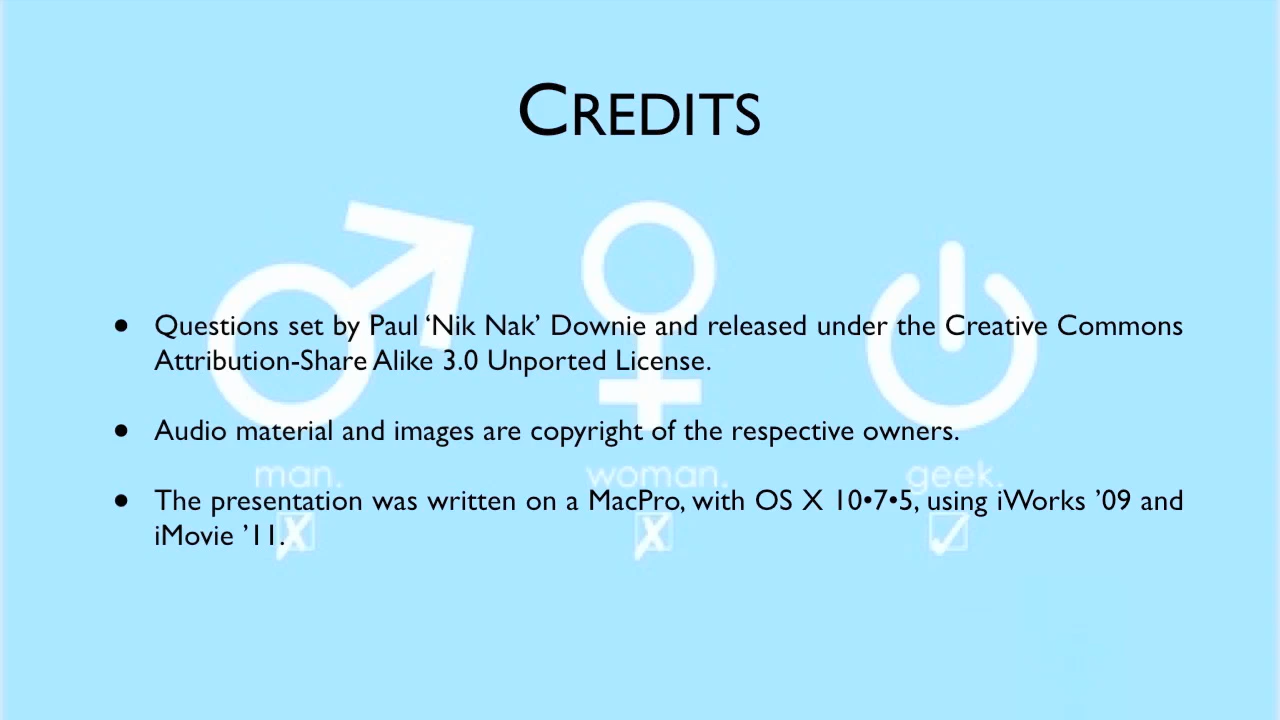 CREDITS
• Questions set by Paul ‘Nik Nak’ Downie and released under the Creative Commons
Attribution-Share Alike 3.0 Unported License.
• Audio material and images are copyright of the respective owners.
man. woman. geek.
• The presentation was written on a MacPro, with OS X 10•7•5, using iWorks ’09 and
iMovie ’11.